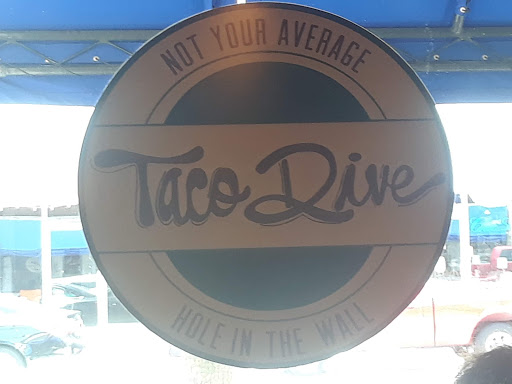 NOT YOUR AVERAGE
Taco Dive
HOLE IN THE WALL